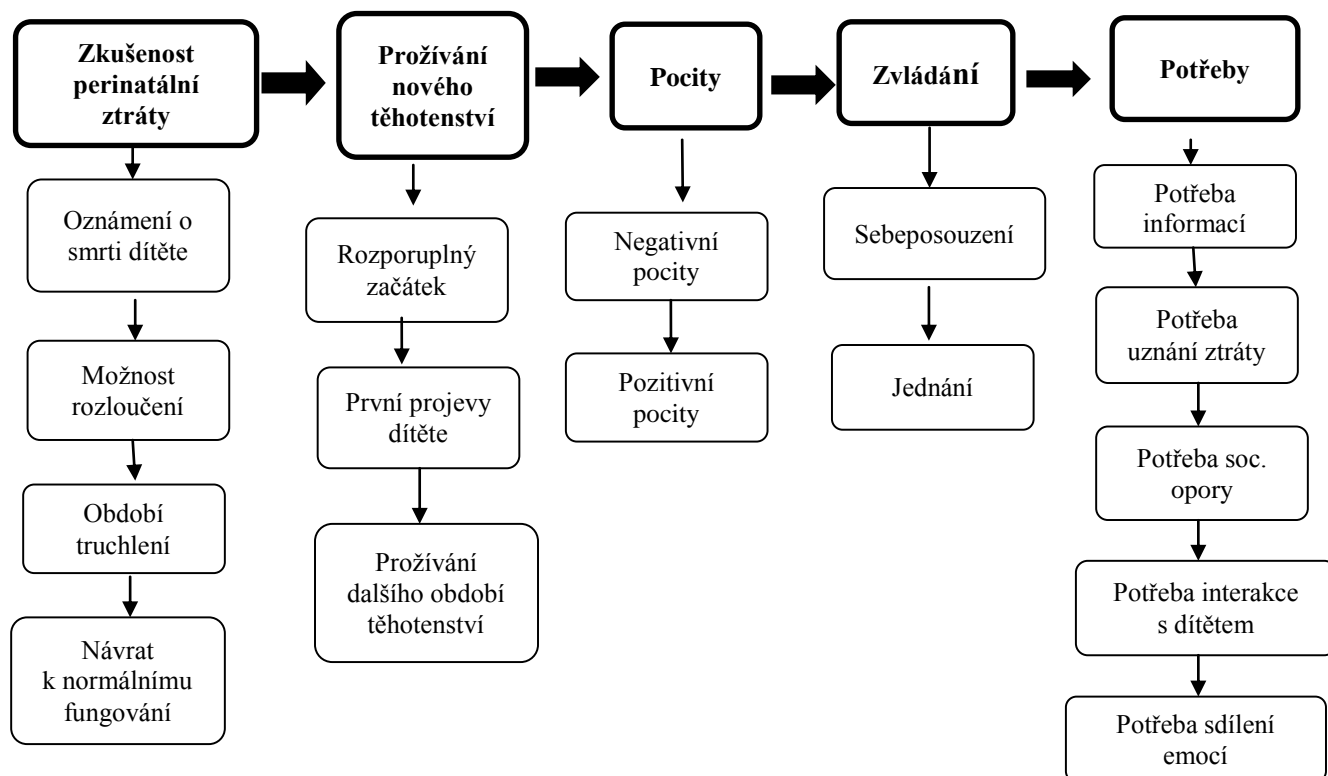 Zkušenost
perinatální
ztráty
Prožívání
nového
těhotenství
Pocity
Zvládání
Potřeby
Oznámení o
smrti dítěte
Možnost
rozloučení
Období
truchlení
Návrat
k normálnímu
fungování
Rozporuplný
začátek
První projevy
dítěte
Prožívání
dalšího období
těhotenství
Negativní
pocity
Pozitivní
pocity
Sebeposouzení
Jednání
Potřeba
informací
Potřeba
uznání ztráty
Potřeba soc.
opory
Potřeba interakce
s dítětem
Potřeba sdílení
emocí